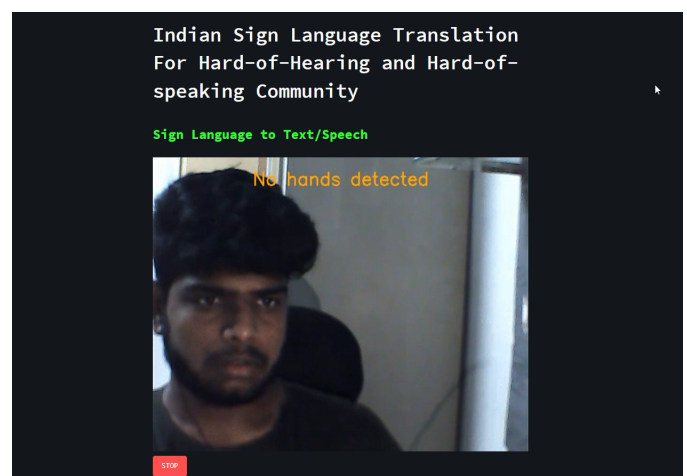 Indian Sign Language Translation
For Hard-of-Hearing and Hard-of-
speaking Community
Sign Language to Text/Speech
No hands detected
STOP